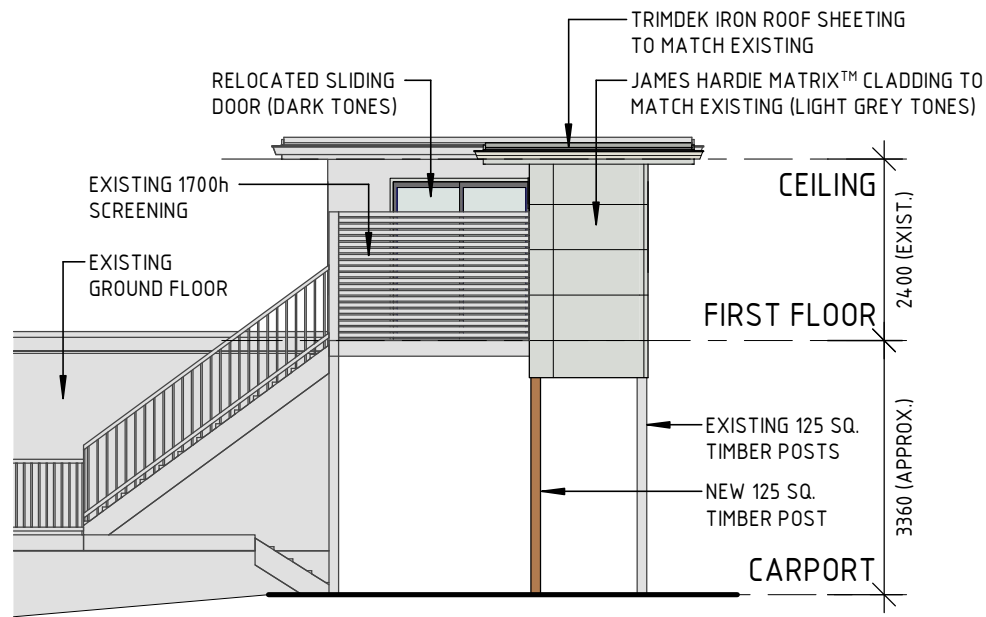 TRIMDEK IRON ROOF SHEETING
TO MATCH EXISTING
RELOCATED SLIDING
DOOR (DARK TONES)
JAMES HARDIE MATRIX™ CLADDING TO
MATCH EXISTING (LIGHT GREY TONES)
EXISTING 1700h
SCREENING
CEILING
2400 (EXIST.)
EXISTING
GROUND FLOOR
FIRST FLOOR
EXISTING 125 SQ.
TIMBER POSTS
3360 (APPROX.)
NEW 125 SQ.
TIMBER POST
CARPORT